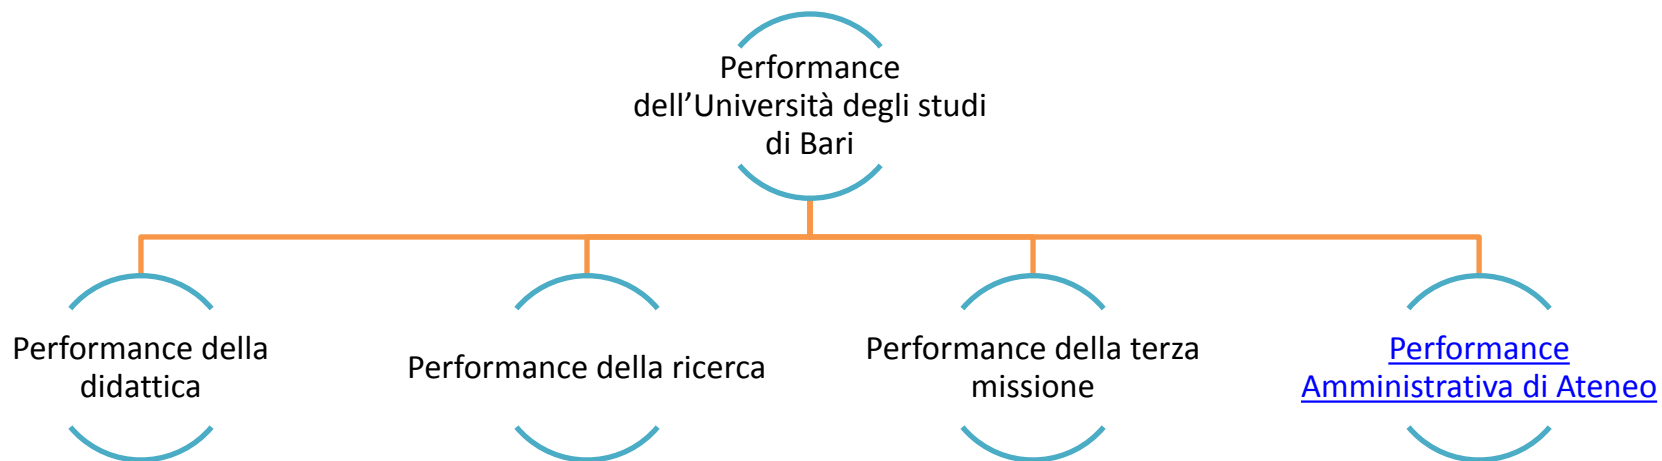 Performance
dell’Università degli studi
di Bari
Performance della
didattica
Performance della ricerca
Performance della terza
missione
Performance
Amministrativa di Ateneo